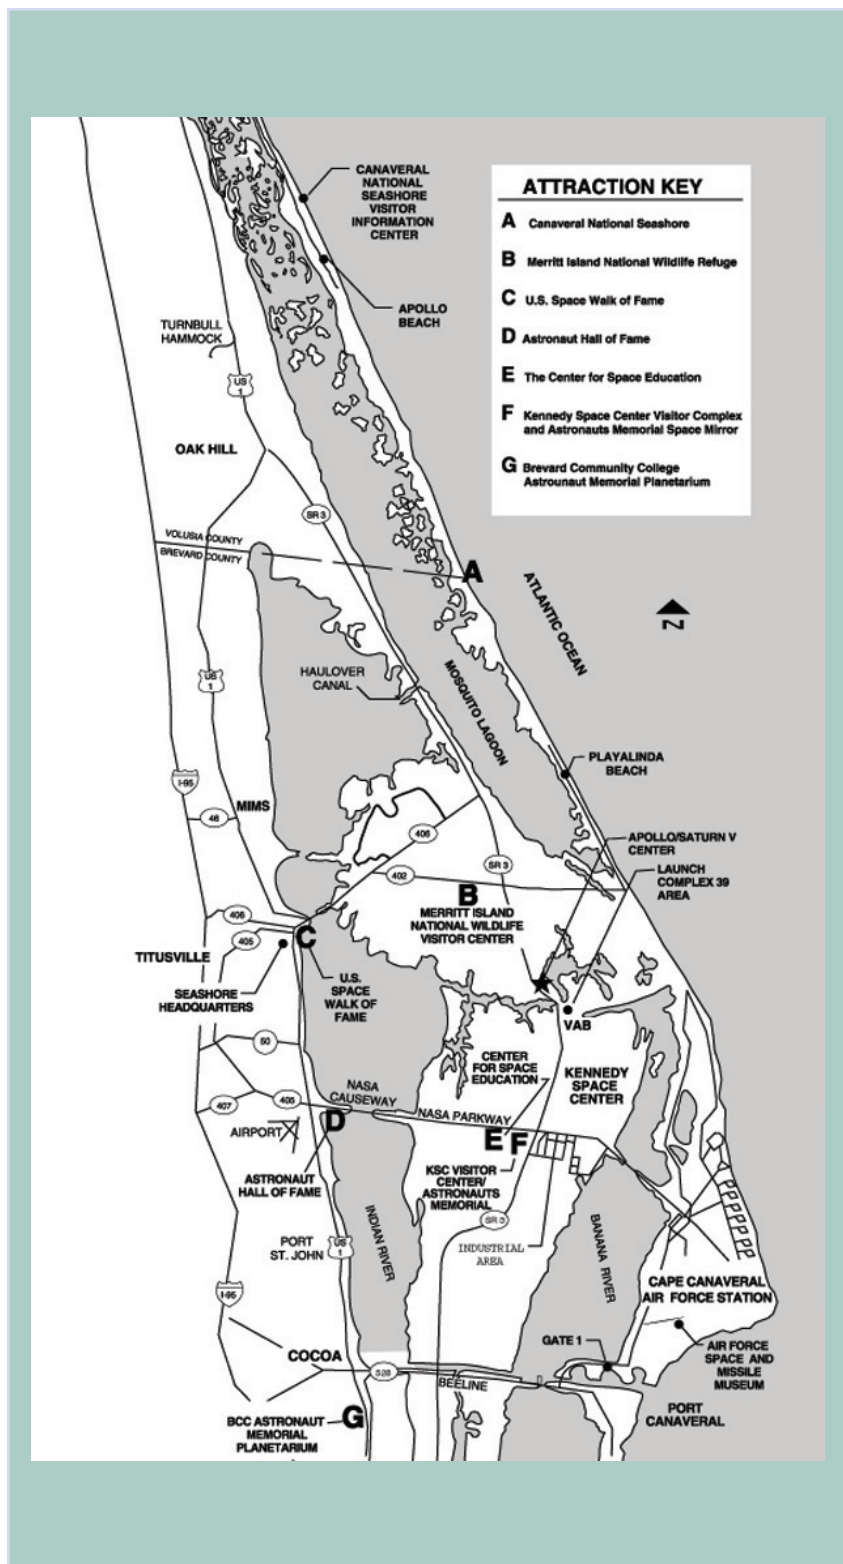 CANAVERAL
NATIONAL
SEASHORE
VISITOR
INFORMATION
CENTER
ATTRACTION KEY
A Canaveral National Seashore
B Merritt Island National Wildlife Refuge
C U.S. Space Walk of Fame
D Astronaut Hall of Fame
E The Center for Space Education
F Kennedy Space Center Visitor Complex
and Astronauts Memorial Space Mirror
G Brevard Community College
Astrounaut Memorial Planetarium
APOLLO
BEACH
TURNBULL
HAMMOCK
US
1
OAK HILL
SR 3
VOLUSIA COUNTY
BREVARD COUNTY
A
ATLANTIC OCEAN
N
HAULOVER
CANAL
MOSQUITO LAGOON
US
1
PLAYALINDA
BEACH
I-95
MIMS
46
406
APOLLO/SATURN V
CENTER
SR 3
402
LAUNCH
COMPLEX 39
AREA
B
MERRITT ISLAND
NATIONAL WILDLIFE
VISITOR CENTER
406
405
C
TITUSVILLE
SEASHORE
HEADQUARTERS
U.S.
SPACE
WALK OF
FAME
VAB
50
CENTER
FOR SPACE
EDUCATION
KENNEDY
SPACE
CENTER
NASA
CAUSEWAY
405
407
NASA PARKWAY
AIRPORT
D
E
F
ASTRONAUT
HALL OF FAME
KSC VISITOR
CENTER/
ASTRONAUTS
MEMORIAL
SR 3
INDIAN RIVER
BANANA RIVER
PORT
ST. JOHN
US
1
INDUSTRIAL
AREA
I-95
CAPE CANAVERAL
AIR FORCE STATION
GATE 1
AIR FORCE
SPACE AND
MISSILE
MUSEUM
COCOA
528
BEELINE
PORT
CANAVERAL
G
BCC ASTRONAUT
MEMORIAL
PLANETARIUM